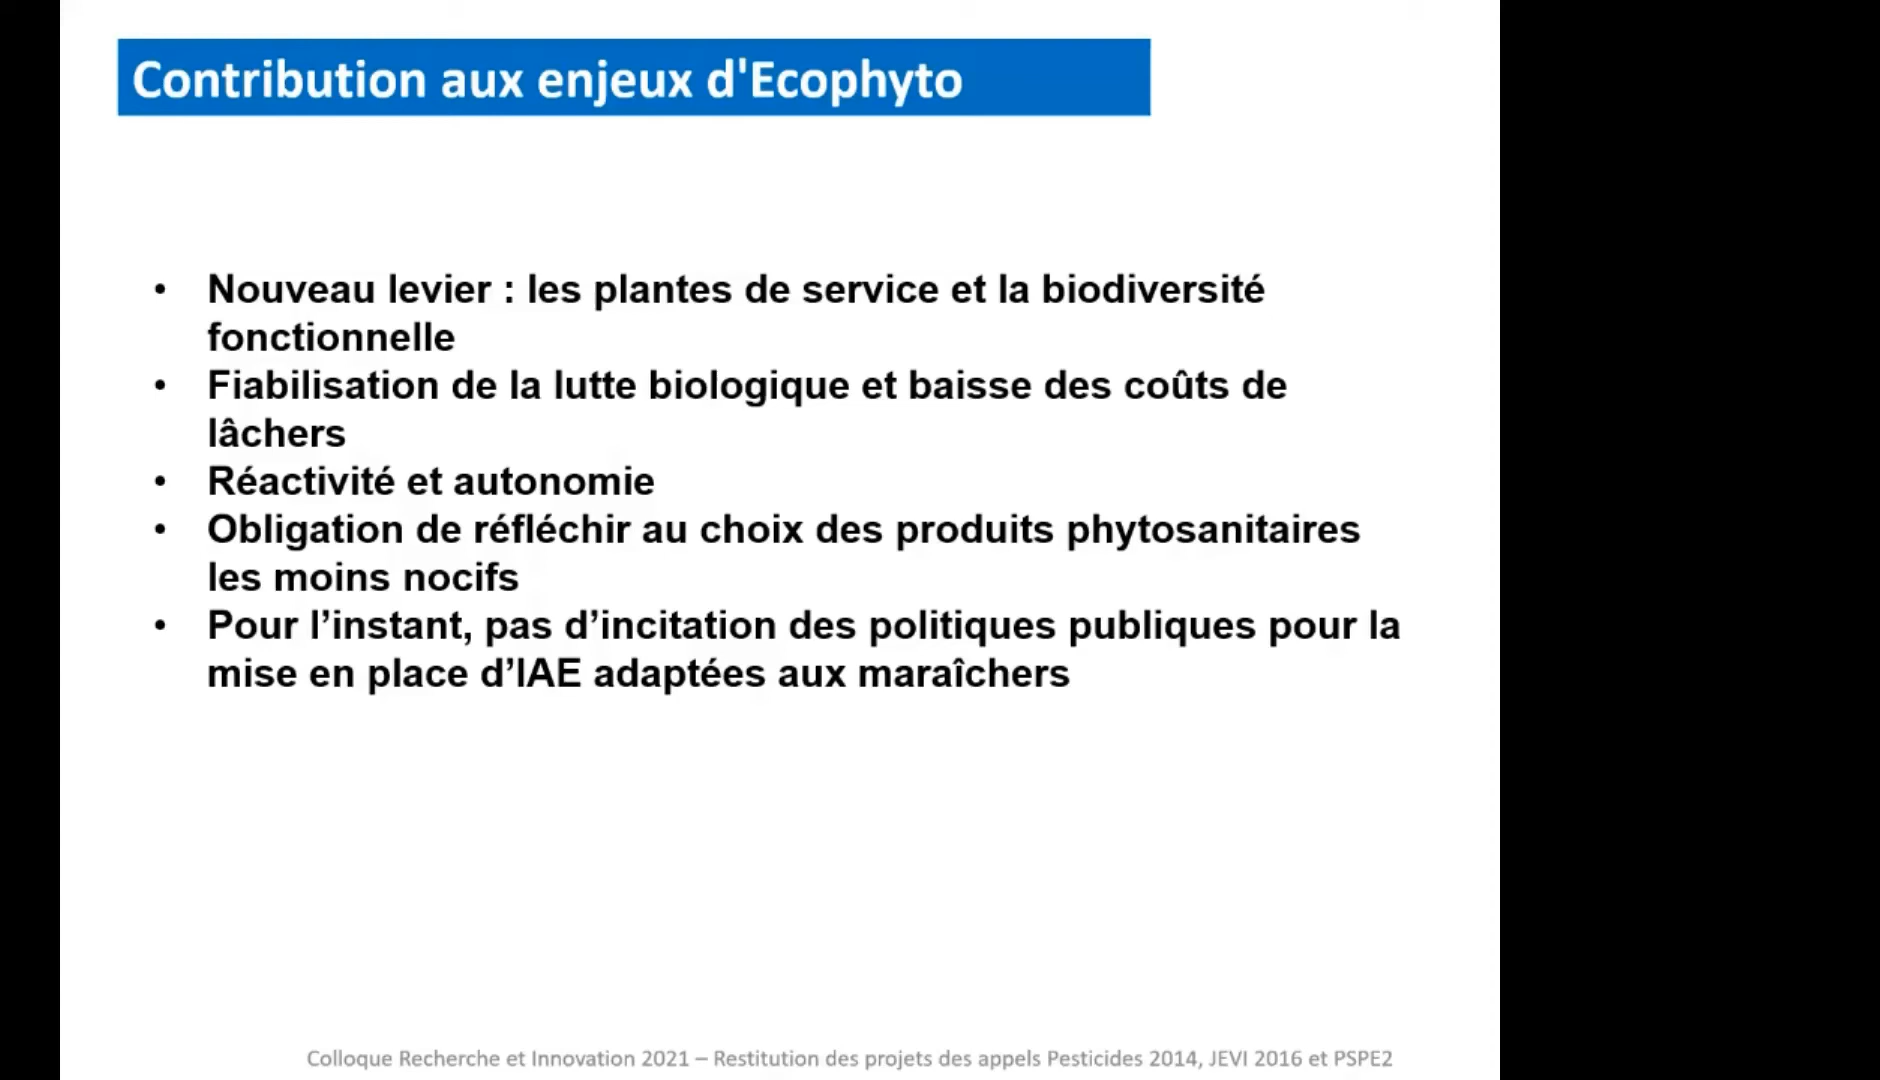 Contribution aux enjeux d'Ecophyto
• Nouveau levier : les plantes de service et la biodiversité
fonctionnelle
• Fiabilisation de la lutte biologique et baisse des coûts de
lâchers
• Réactivité et autonomie
• Obligation de réfléchir au choix des produits phytosanitaires
les moins nocifs
• Pour l’instant, pas d’incitation des politiques publiques pour la
mise en place d’IAE adaptées aux maraîchers
Colloque Recherche et Innovation 2021 – Restitution des projets des appels Pesticides 2014, JEVI 2016 et PSPE2